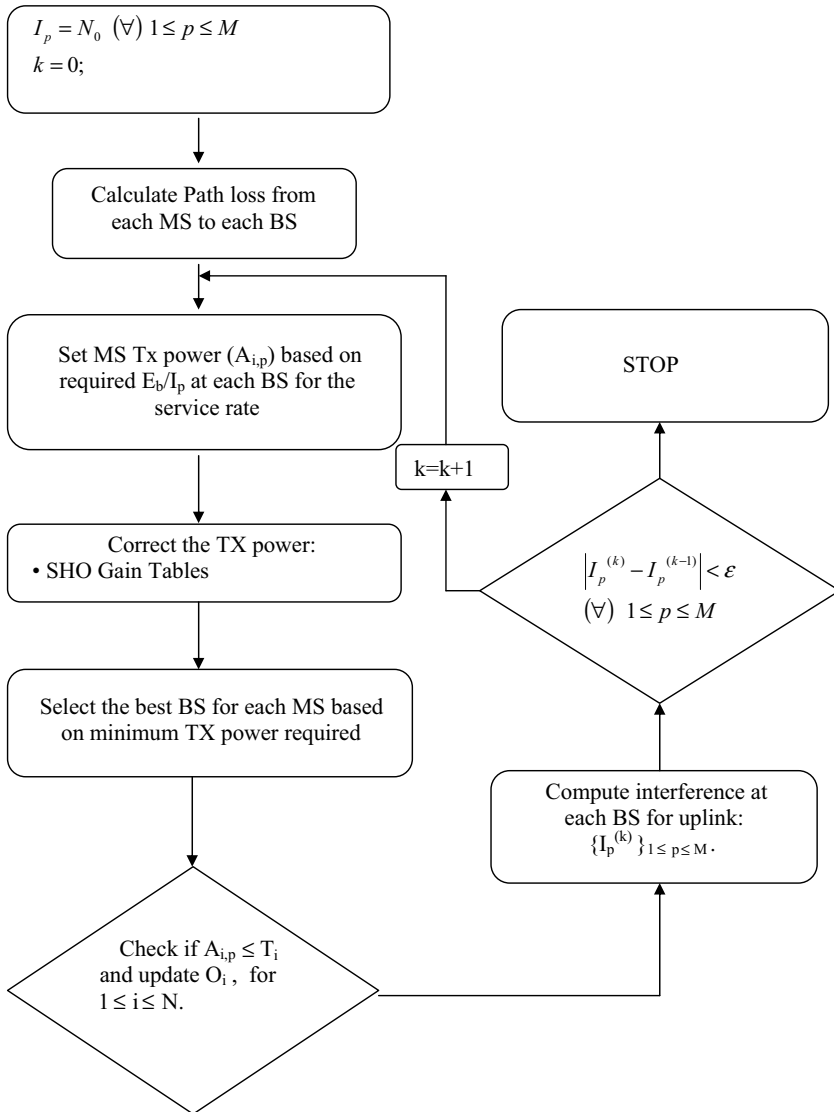 I_p = N_0 (∀) 1 ≤ p ≤ M
k = 0;
Calculate Path loss from
each MS to each BS
Set MS Tx power (A_{i,p}) based on
required E_b/I_p at each BS for the
service rate
Correct the TX power:
• SHO Gain Tables
Select the best BS for each MS based
on minimum TX power required
Check if A_{i,p} ≤ T_i
and update O_i , for
1 ≤ i ≤ N.
Compute interference at
each BS for uplink:
{I_p^{(k)}}_{1 ≤ p ≤ M}.
|I_p^{(k)} − I_p^{(k−1)}| < ε
(∀) 1 ≤ p ≤ M
k=k+1
STOP